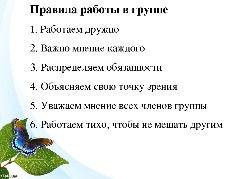 Правила работы в группе
1. Работаем дружно
2. Важно мнение каждого
3. Распределяем обязанности
4. Объясняем свою точку зрения
5. Уважаем мнение всех членов группы
6. Работаем тихо, чтобы не мешать другим